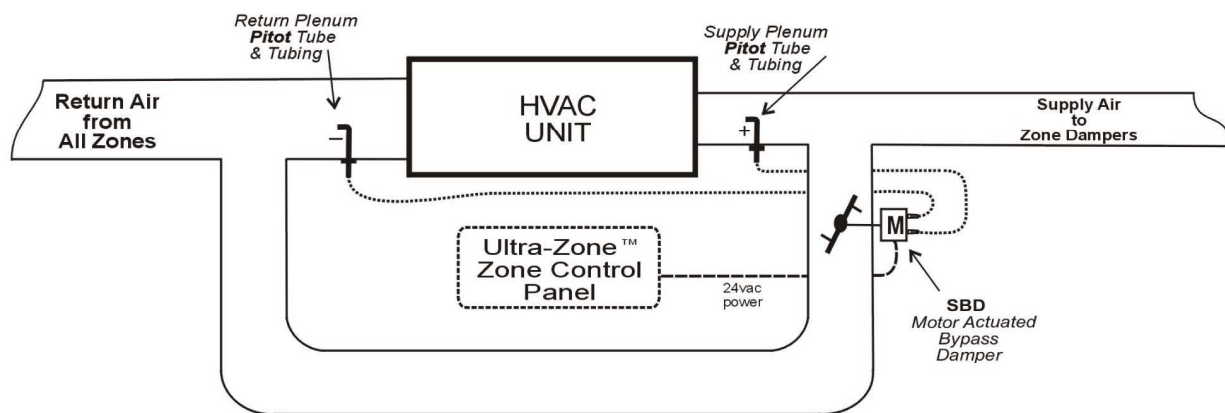 Return Plenum
Pitot Tube
& Tubing
Supply Plenum
Pitot Tube
& Tubing
Return Air
from
All Zones
–
HVAC
UNIT
+
Supply Air
to
Zone Dampers
M
Ultra-Zone™
Zone Control
Panel
24vac
power
SBD
Motor Actuated
Bypass
Damper